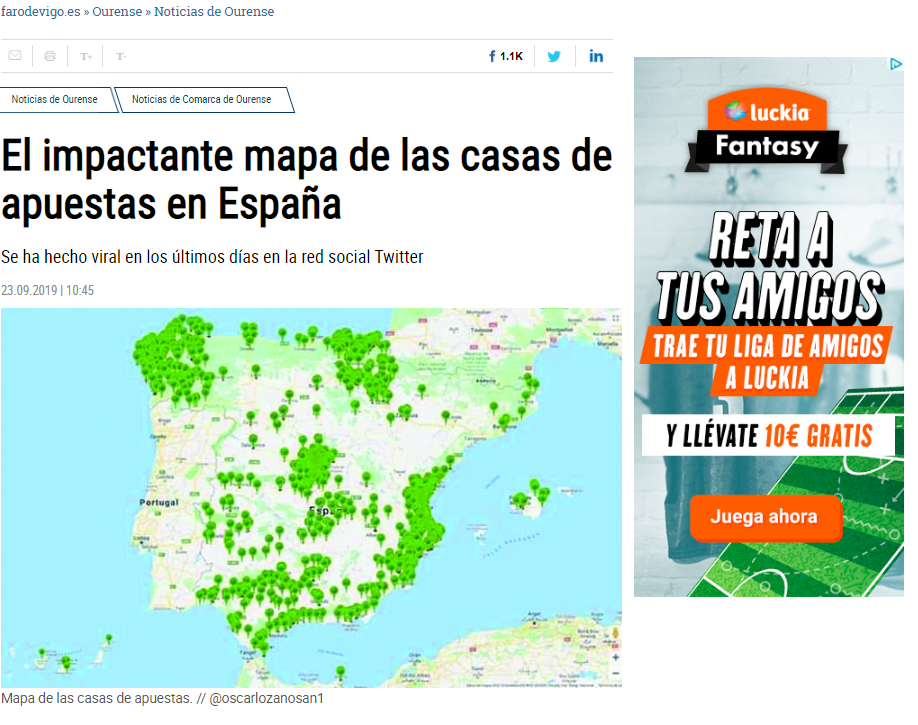 farodevigo.es » Ourense » Noticias de Ourense
T+ T-
1.1K
Noticias de Ourense
Noticias de Comarca de Ourense
El impactante mapa de las casas de
apuestas en España
Se ha hecho viral en los últimos días en la red social Twitter
23.09.2019 | 10:45
Portugal
Mapa de las casas de apuestas. // @oscarlozanosan1
luckia
Fantasy
RETA A
TUS AMIGOS
TRAE TU LIGA DE AMIGOS
A LUCKIA
Y LLÉVATE 10€ GRATIS
Juega ahora